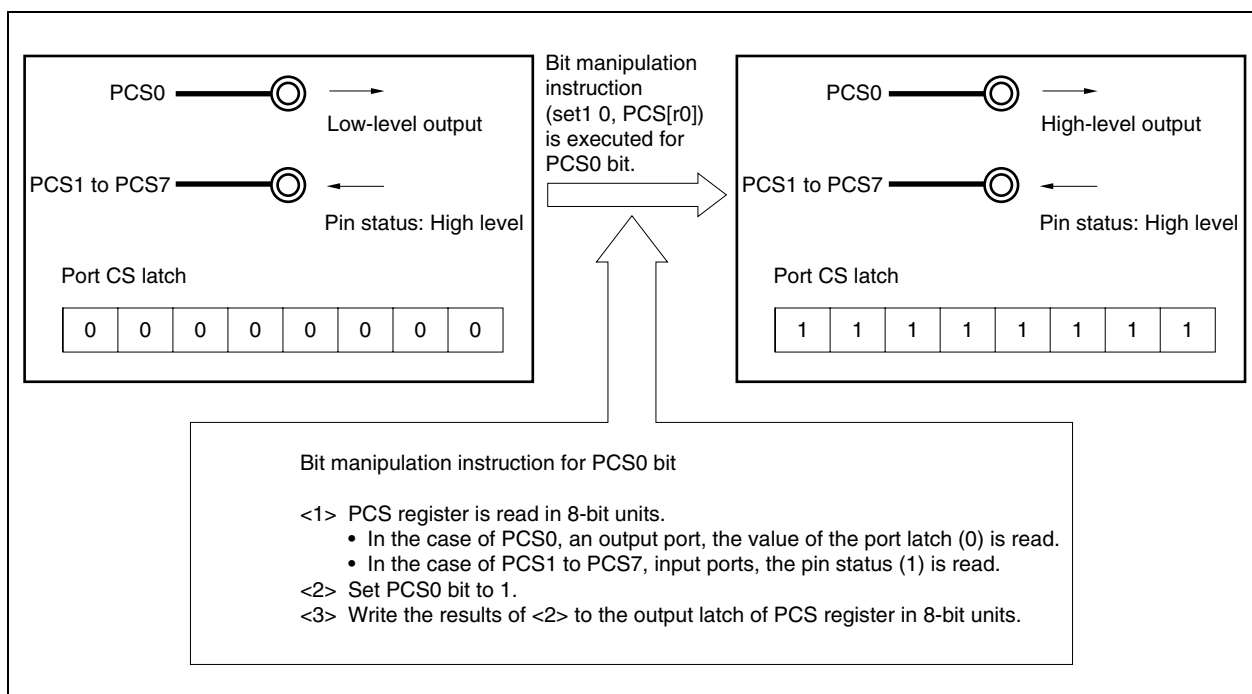 PCS0
Low-level output
PCS1 to PCS7
Pin status: High level
Port CS latch
0 0 0 0 0 0 0 0
Bit manipulation
instruction
(set1 0, PCS[r0])
is executed for
PCS0 bit.
PCS0
High-level output
PCS1 to PCS7
Pin status: High level
Port CS latch
1 1 1 1 1 1 1 1
Bit manipulation instruction for PCS0 bit
<1> PCS register is read in 8-bit units.
• In the case of PCS0, an output port, the value of the port latch (0) is read.
• In the case of PCS1 to PCS7, input ports, the pin status (1) is read.
<2> Set PCS0 bit to 1.
<3> Write the results of <2> to the output latch of PCS register in 8-bit units.